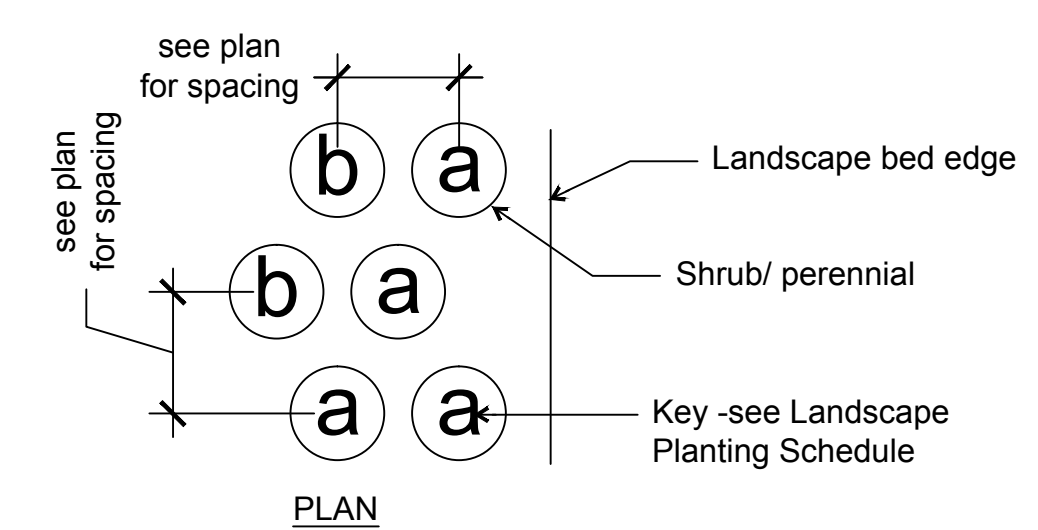 see plan
for spacing
see plan
for spacing
b a
Landscape bed edge
Shrub/ perennial
b a
a a
Key -see Landscape
Planting Schedule
PLAN